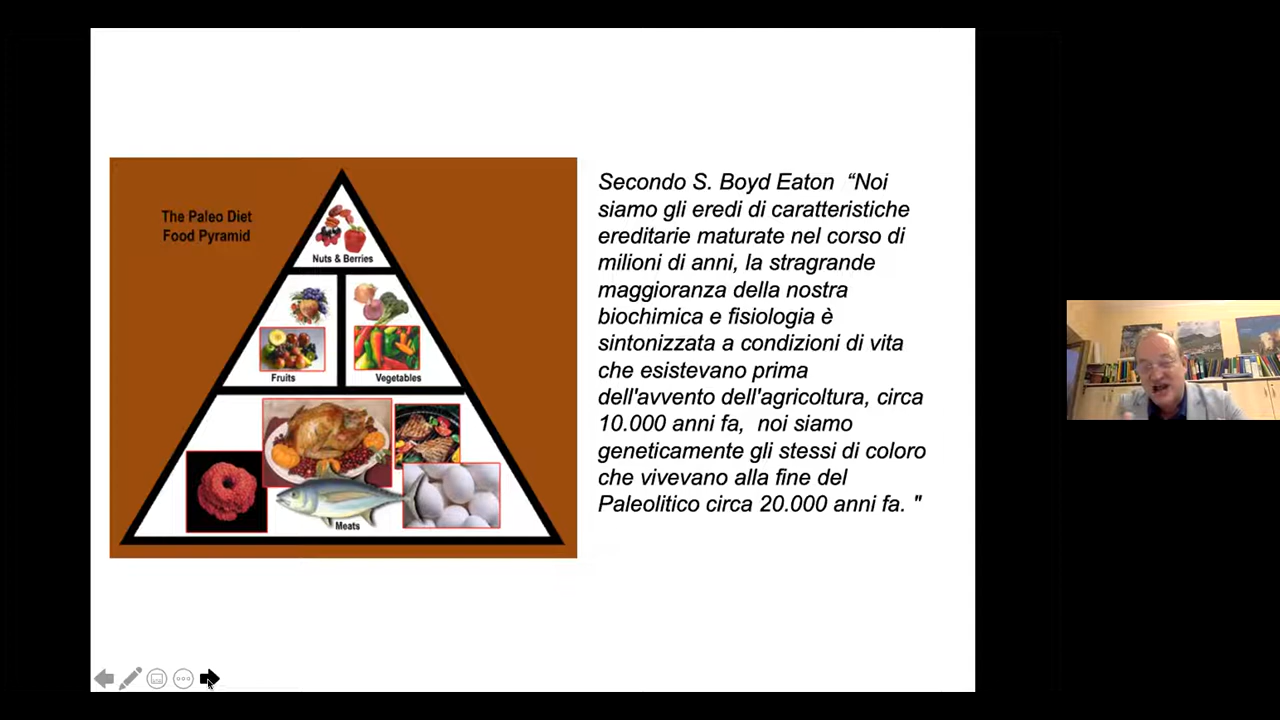 The Paleo Diet
Food Pyramid
Nuts & Berries
Fruits
Vegetables
Meats
Secondo S. Boyd Eaton “Noi
siamo gli eredi di caratteristiche
ereditarie maturate nel corso di
milioni di anni, la stragrande
maggioranza della nostra
biochimica e fisiologia è
sintonizzata a condizioni di vita
che esistevano prima
dell'avvento dell'agricoltura, circa
10.000 anni fa, noi siamo
geneticamente gli stessi di coloro
che vivevano alla fine del
Paleolitico circa 20.000 anni fa. "